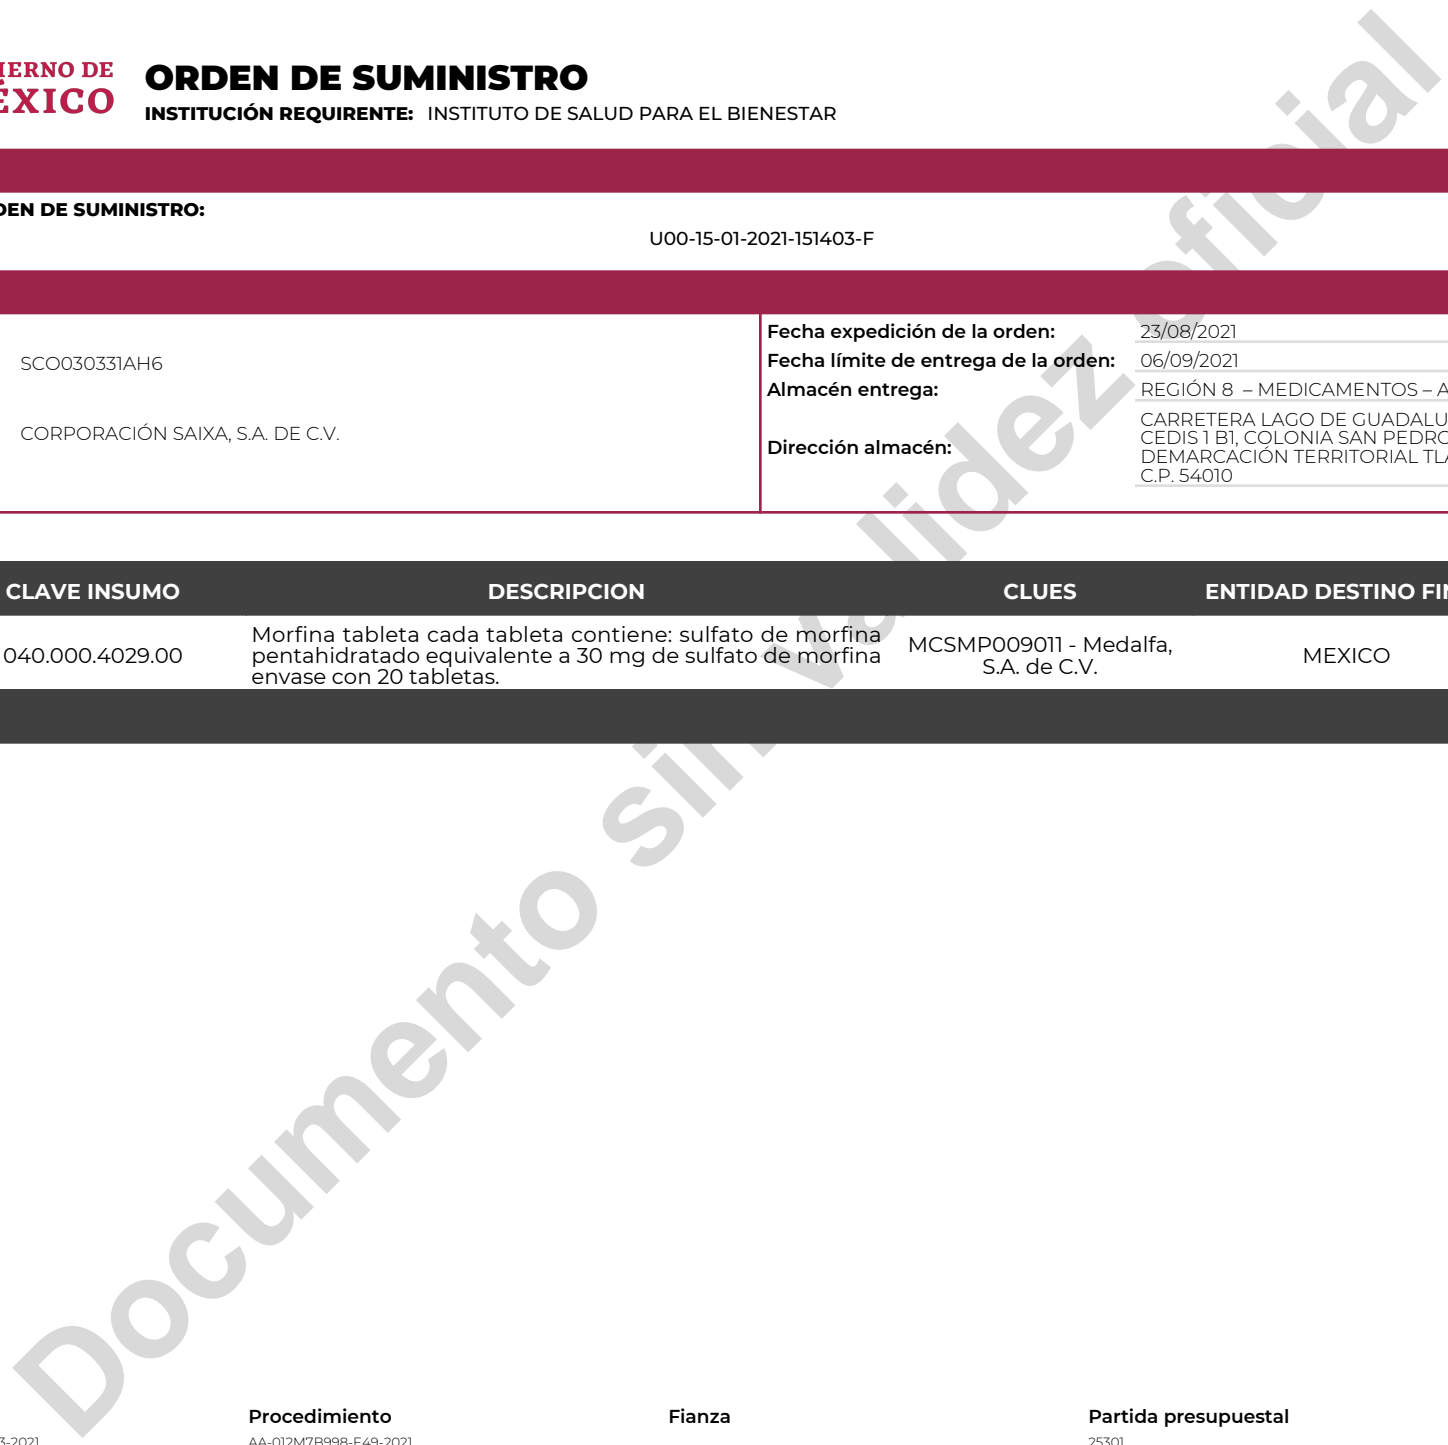 IERNO DE
ÉXICO
ORDEN DE SUMINISTRO
INSTITUCIÓN REQUIRENTE: INSTITUTO DE SALUD PARA EL BIENESTAR
DEN DE SUMINISTRO:
U00-15-01-2021-151403-F
SCO030331AH6
CORPORACIÓN SAIXA, S.A. DE C.V.
Fecha expedición de la orden: 23/08/2021
Fecha límite de entrega de la orden: 06/09/2021
Almacén entrega: REGIÓN 8 – MEDICAMENTOS – A
Dirección almacén:
CARRETERA LAGO DE GUADALU
CEDIS 1 B1, COLONIA SAN PEDRO
DEMARCACIÓN TERRITORIAL TLA
C.P. 54010
CLAVE INSUMO DESCRIPCION CLUES ENTIDAD DESTINO FIN
040.000.4029.00
Morfina tableta cada tableta contiene: sulfato de morfina
pentahidratado equivalente a 30 mg de sulfato de morfina
envase con 20 tabletas.
MCSMP009011 - Medalfa,
S.A. de C.V.
MEXICO
Documento sin validez oficial
Procedimiento Fianza Partida presupuestal
3-2021 AA-012M7B998-E49-2021 25301